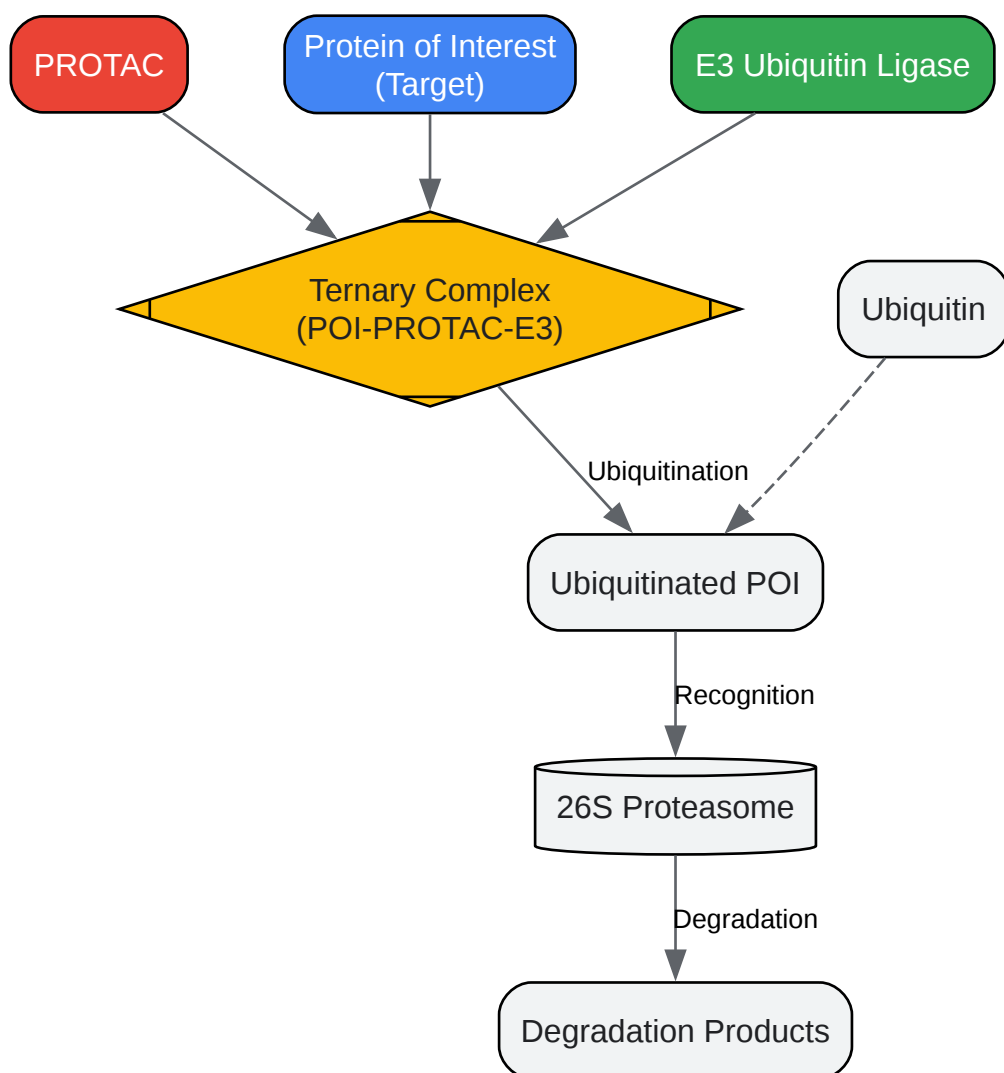 PROTAC
Protein of Interest
(Target)
E3 Ubiquitin Ligase
Ternary Complex
(POI-PROTAC-E3)
Ubiquitin
Ubiquitination
Ubiquitinated POI
Recognition
26S Proteasome
Degradation
Degradation Products